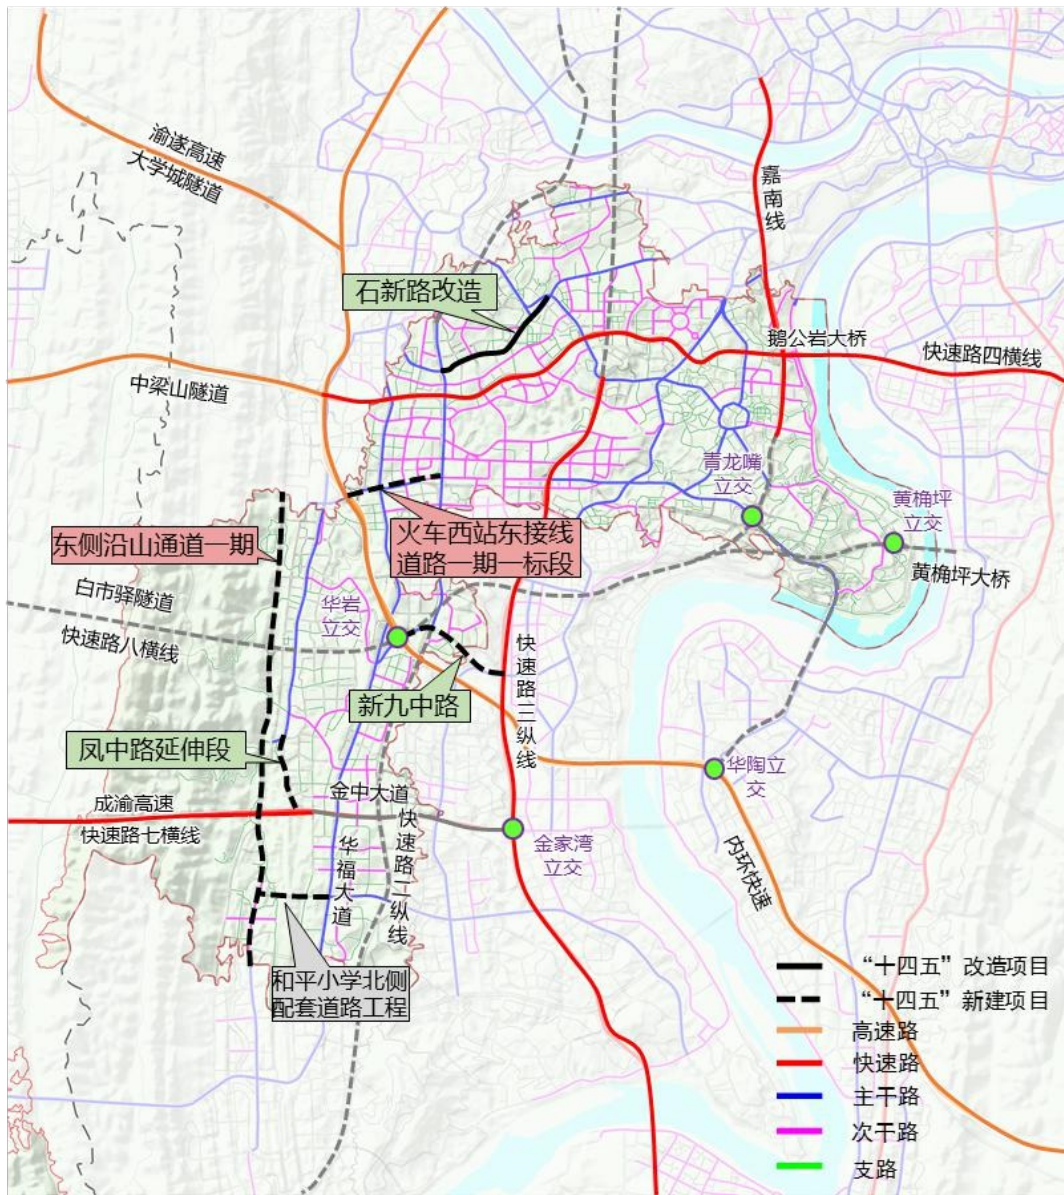 渝遂高速
大学城隧道
嘉南线
石新路改造
鹅公岩大桥
快速路四横线
中梁山隧道
青龙嘴
立交
黄桷坪
立交
火车西站东接线
道路一期一标段
东侧沿山通道一期
黄桷坪大桥
白市驿隧道
华岩
立交
快速路八横线
快速路三纵线
新九中路
凤中路延伸段
华陶立
交
金中大道
成渝高速
快速路七横线
快速路二纵线
华福大道
金家湾
立交
内环快速
和平小学北侧
配套道路工程
“十四五”改造项目
“十四五”新建项目
高速路
快速路
主干路
次干路
支路